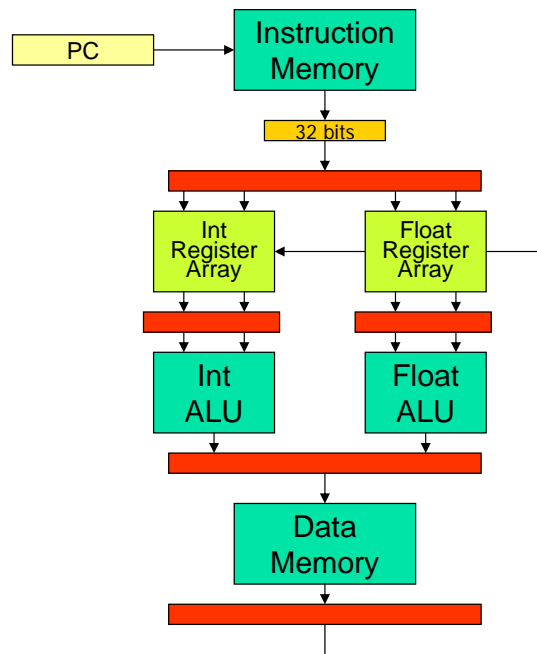 PC
Instruction
Memory
32 bits
Int
Register
Array
Float
Register
Array
Int
ALU
Float
ALU
Data
Memory